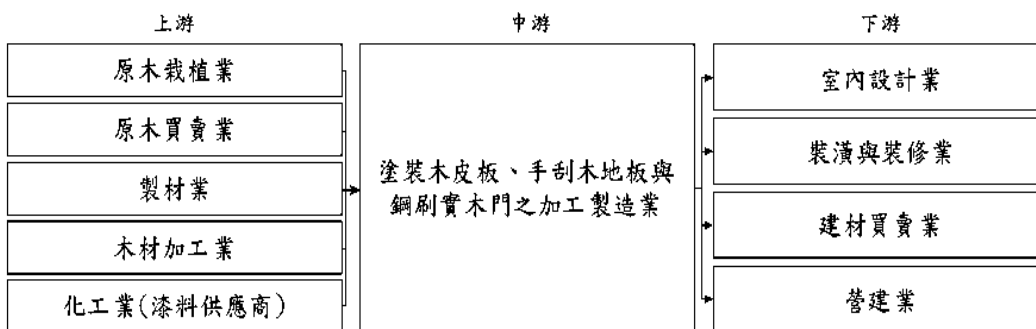 上游
原木栽植業
原木買賣業
製材業
木材加工業
化工業(漆料供應商)
中游
塗裝木皮板、手刮木地板與
鋼刷實木門之加工製造業
下游
室內設計業
裝潢與裝修業
建材買賣業
營建業